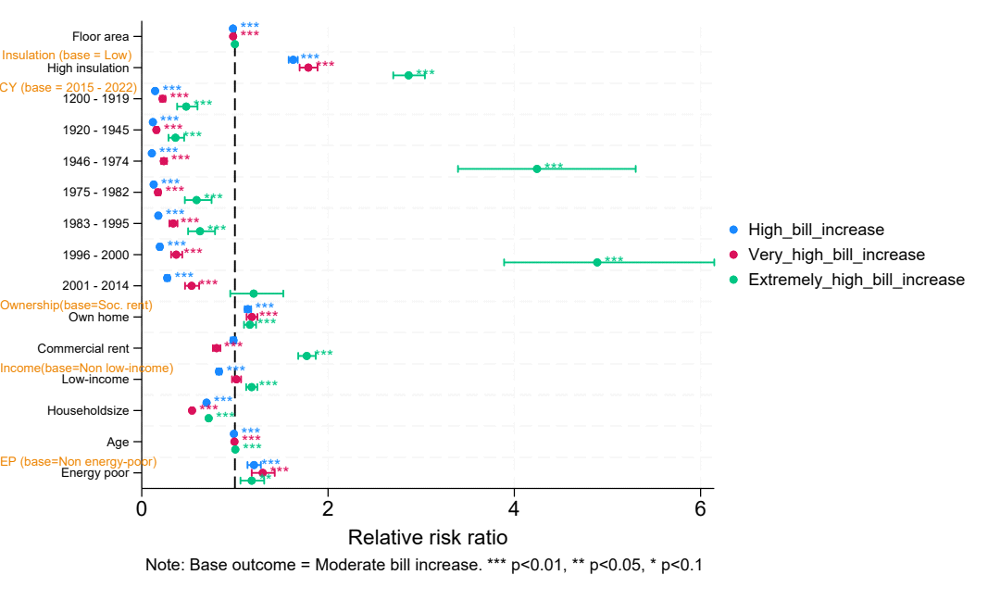 Floor area *** ***
Insulation (base = Low)
High insulation *** *** ***
CY (base = 2015 - 2022)
1200 - 1919 *** *** ***
1920 - 1945 *** *** ***
1946 - 1974 *** *** ***
1975 - 1982 *** *** ***
1983 - 1995 *** *** ***
1996 - 2000 *** *** ***
2001 - 2014 *** ***
Ownership(base=Soc. rent)
Own home *** *** ***
Commercial rent *** ***
Income(base=Non low-income)
Low-income *** ***
Householdsize *** *** ***
Age *** *** ***
EP (base=Non energy-poor)
Energy poor *** *** **
0 2 4 6
Relative risk ratio
Note: Base outcome = Moderate bill increase. *** p<0.01, ** p<0.05, * p<0.1
High_bill_increase
Very_high_bill_increase
Extremely_high_bill_increase